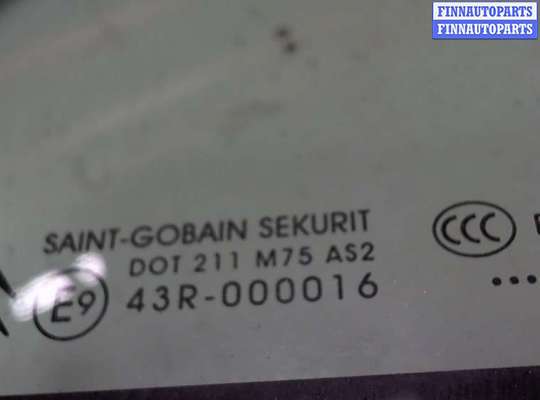 FINNAUTOPARTS
FINNAUTOPARTS
SAINT-GOBAIN SEKURIT
DOT 211 M75 AS2
E9 43R-000016
CCC